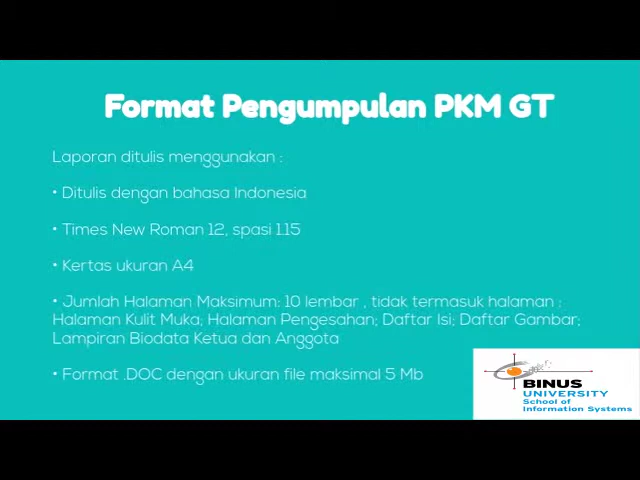 Format Pengumpulan PKM GT
Laporan ditulis menggunakan :
• Ditulis dengan bahasa Indonesia
• Times New Roman 12, spasi 1.15
• Kertas ukuran A4
• Jumlah Halaman Maksimum: 10 lembar , tidak termasuk halaman :
Halaman Kulit Muka; Halaman Pengesahan; Daftar Isi; Daftar Gambar;
Lampiran Biodata Ketua dan Anggota
• Format .DOC dengan ukuran file maksimal 5 Mb
BINUS
UNIVERSITY
School of
Information Systems